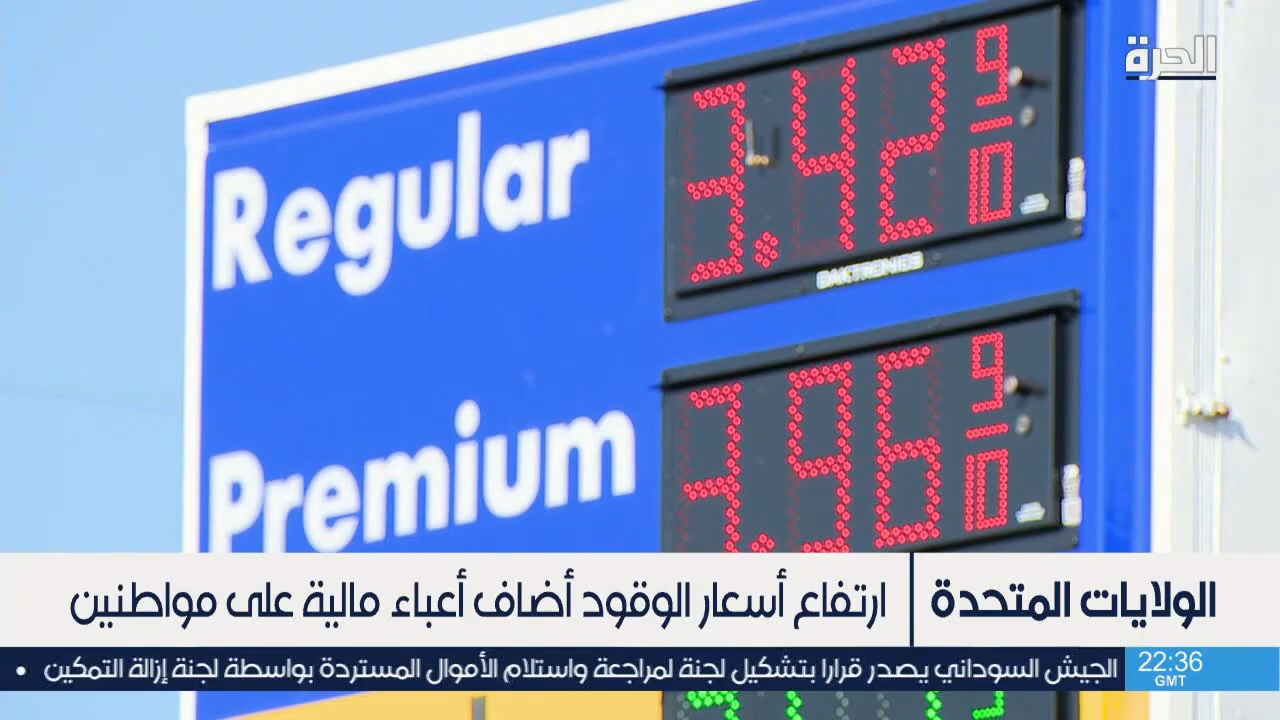 الحرة
Regular 3.42 9/10
DAKTRONICS
Premium 3.96 9/10
الولايات المتحدة | ارتفاع أسعار الوقود أضاف أعباء مالية على مواطنين
22:36 GMT
الجيش السوداني يصدر قرارا بتشكيل لجنة لمراجعة واستلام الأموال المستردة بواسطة لجنة إزالة التمكين •